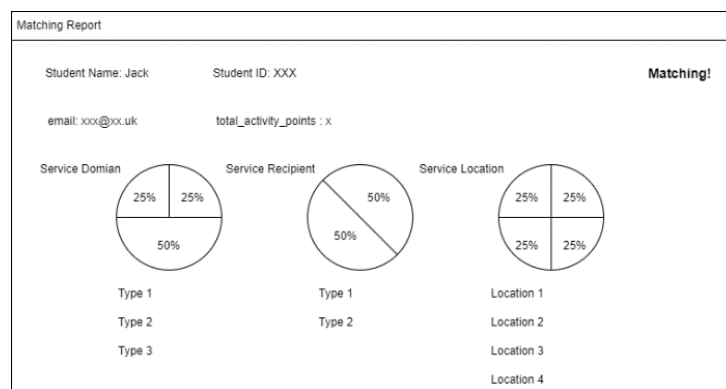 Matching Report
Student Name: Jack Student ID: XXX Matching!
email: xxx@xx.uk total_activity_points : x
Service Domian Service Recipient Service Location
25% 25% 50% 25% 25%
50% 50% 25% 25%
Type 1 Type 1 Location 1
Type 2 Type 2 Location 2
Type 3 Location 3
Location 4